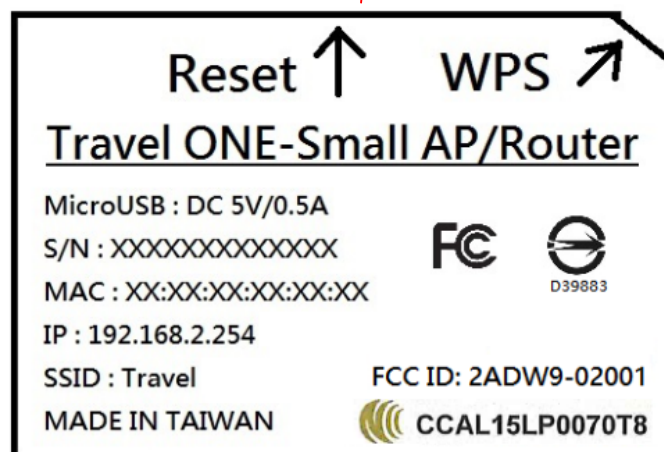 Reset WPS
Travel ONE-Small AP/Router
MicroUSB : DC 5V/0.5A
S/N : XXXXXXXXXXXXX
FC
MAC : XX:XX:XX:XX:XX:XX
D39883
IP : 192.168.2.254
SSID : Travel
FCC ID: 2ADW9-02001
MADE IN TAIWAN
CCAL15LP0070T8